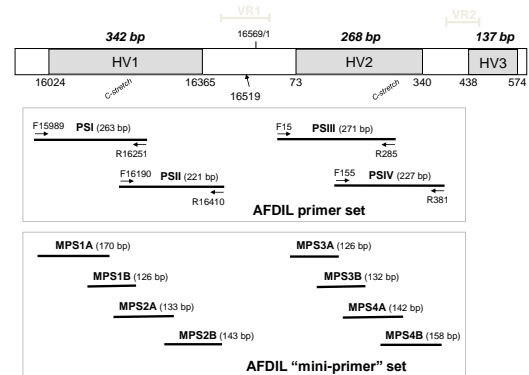 VR1
VR2
342 bp 16569/1 268 bp 137 bp
HV1 HV2 HV3
16024 C-stretch 16365 16519 73 C-stretch 340 438 574
F15989 PSI (263 bp) F15 PSIII (271 bp)
R16251 R285
F16190 PSII (221 bp) F155 PSIV (227 bp)
R16410 R381
AFDIL primer set
MPS1A (170 bp) MPS3A (126 bp)
MPS1B (126 bp) MPS3B (132 bp)
MPS2A (133 bp) MPS4A (142 bp)
MPS2B (143 bp) MPS4B (158 bp)
AFDIL “mini-primer” set